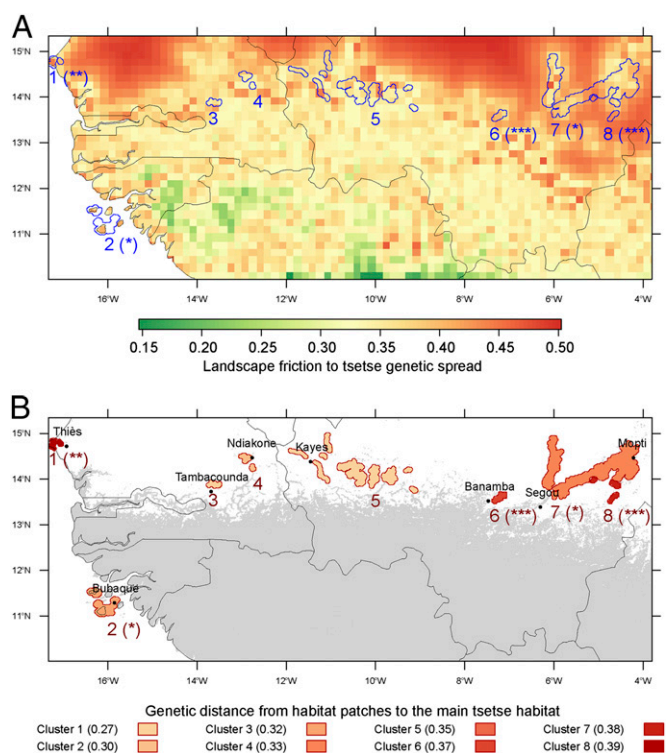 A
15°N
14°N
13°N
12°N
11°N
1 (**)
2 (*)
3
4
5
6 (***)
7 (*)
8 (***)
16°W
14°W
12°W
10°W
8°W
6°W
4°W
0.15
0.20
0.25
0.30
0.35
0.40
0.45
0.50
Landscape friction to tsetse genetic spread
B
15°N
14°N
13°N
12°N
11°N
Thiès
1 (**)
Ndiakone
4
Kayes
Mopti
Tambacounda
3
5
Banamba
6 (***)
Segou
7 (*)
8 (***)
Bubaque
2 (*)
16°W
14°W
12°W
10°W
8°W
6°W
4°W
Genetic distance from habitat patches to the main tsetse habitat
Cluster 1 (0.27)
Cluster 3 (0.32)
Cluster 5 (0.35)
Cluster 7 (0.38)
Cluster 2 (0.30)
Cluster 4 (0.33)
Cluster 6 (0.37)
Cluster 8 (0.39)